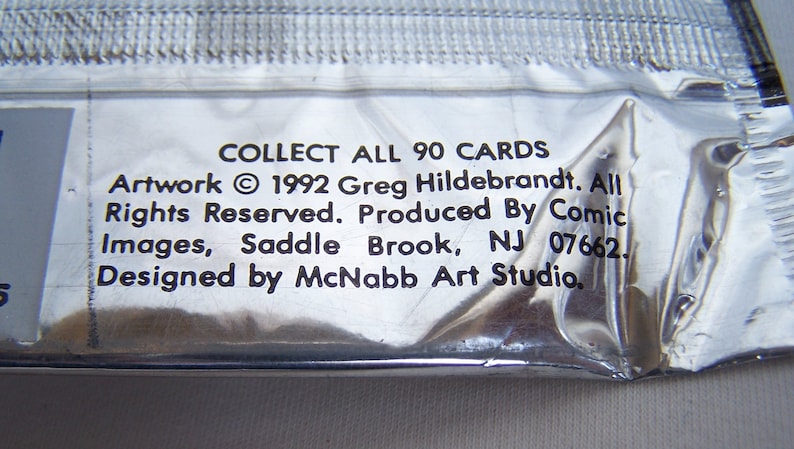 COLLECT ALL 90 CARDS
Artwork © 1992 Greg Hildebrandt. All
Rights Reserved. Produced By Comic
Images, Saddle Brook, NJ 07662.
Designed by McNabb Art Studio.